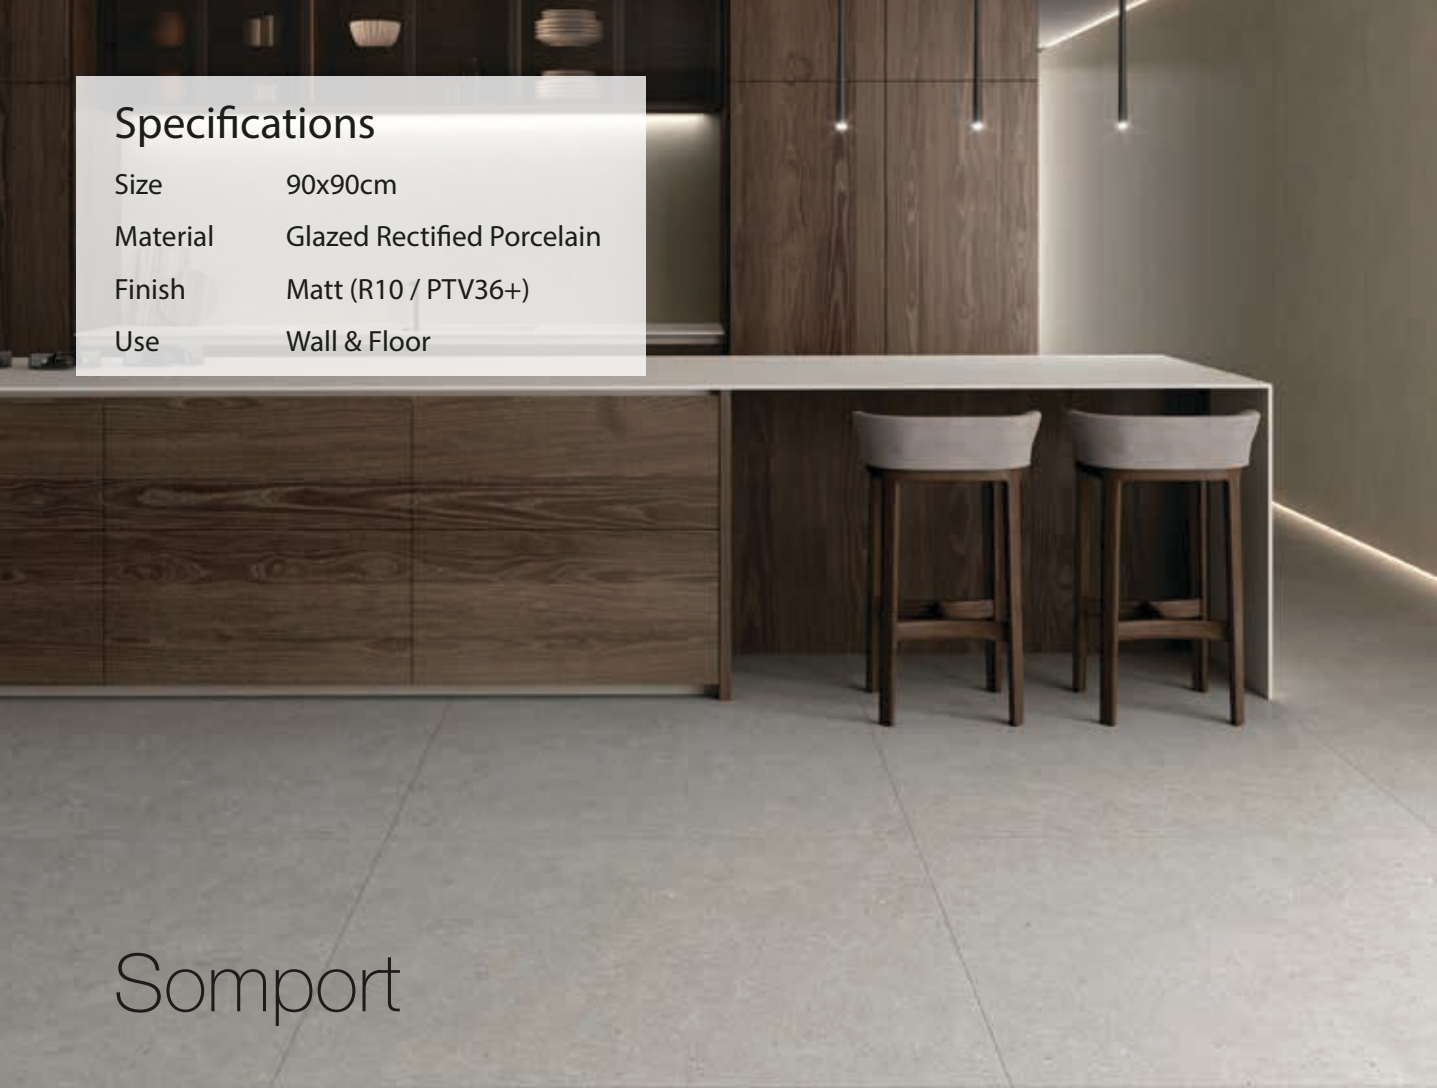 Specifications
Size 90x90cm
Material Glazed Rectified Porcelain
Finish Matt (R10 / PTV36+)
Use Wall & Floor
Somport